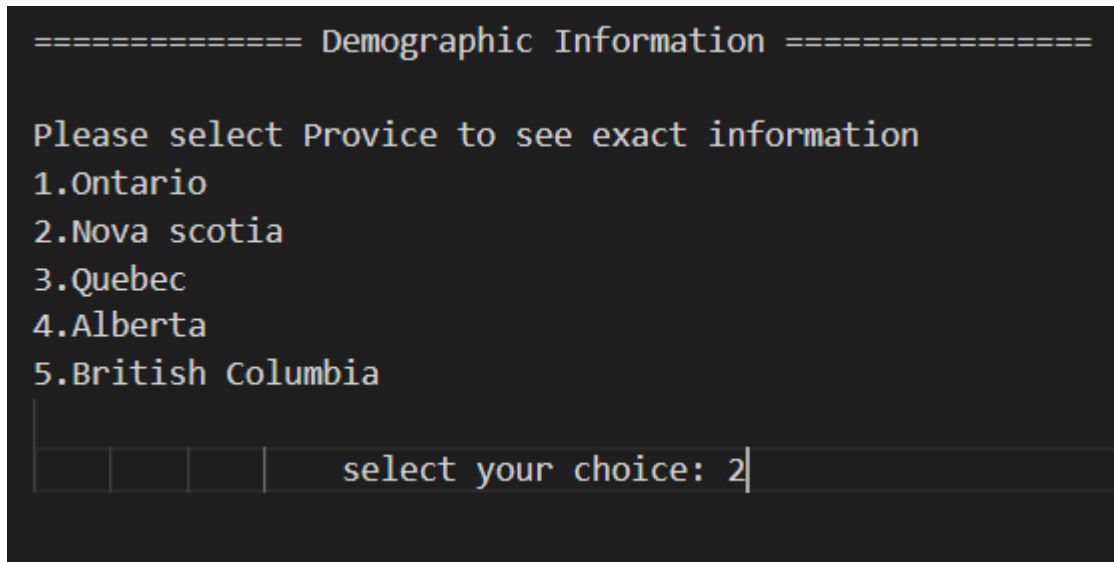 ============== Demographic Information ================
Please select Provice to see exact information
1.Ontario
2.Nova scotia
3.Quebec
4.Alberta
5.British Columbia
select your choice: 2